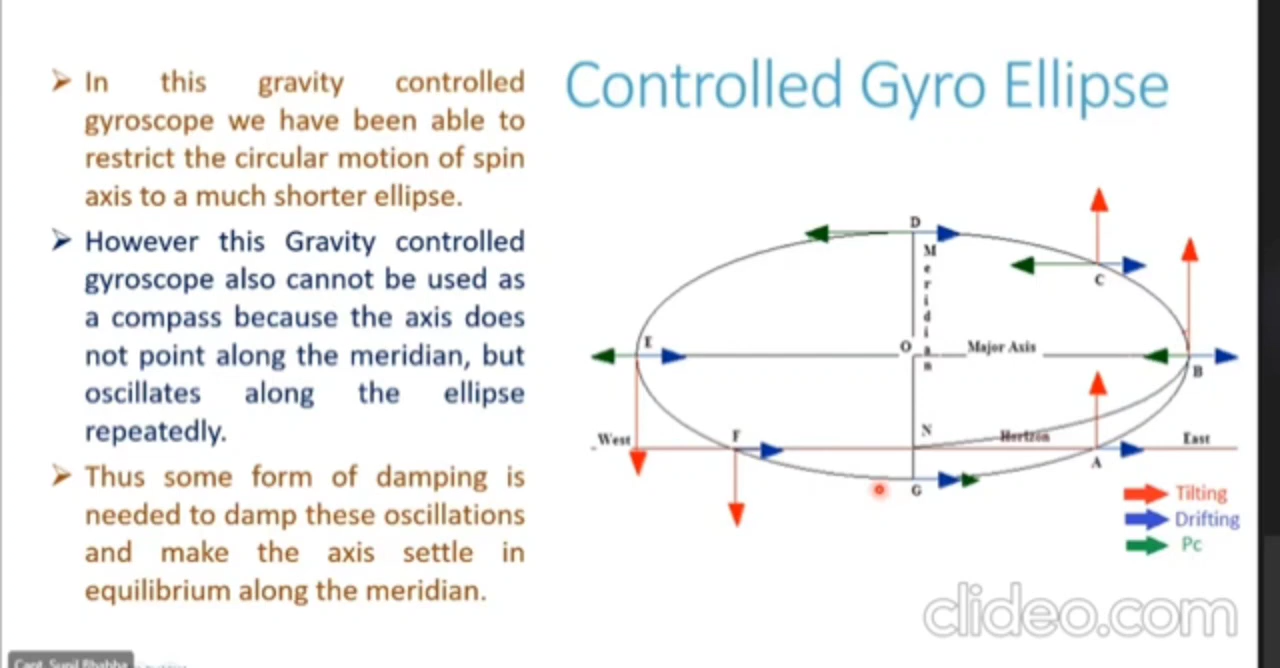 Controlled Gyro Ellipse
➢ In this gravity controlled
gyroscope we have been able to
restrict the circular motion of spin
axis to a much shorter ellipse.
➢ However this Gravity controlled
gyroscope also cannot be used as
a compass because the axis does
not point along the meridian, but
oscillates along the ellipse
repeatedly.
➢ Thus some form of damping is
needed to damp these oscillations
and make the axis settle in
equilibrium along the meridian.
D
Meridian
C
E
O
Major Axis
B
West
F
N
Horizon
East
A
G
Tilting
Drifting
Pc
clideo.com
Capt. Sunil Bhabha